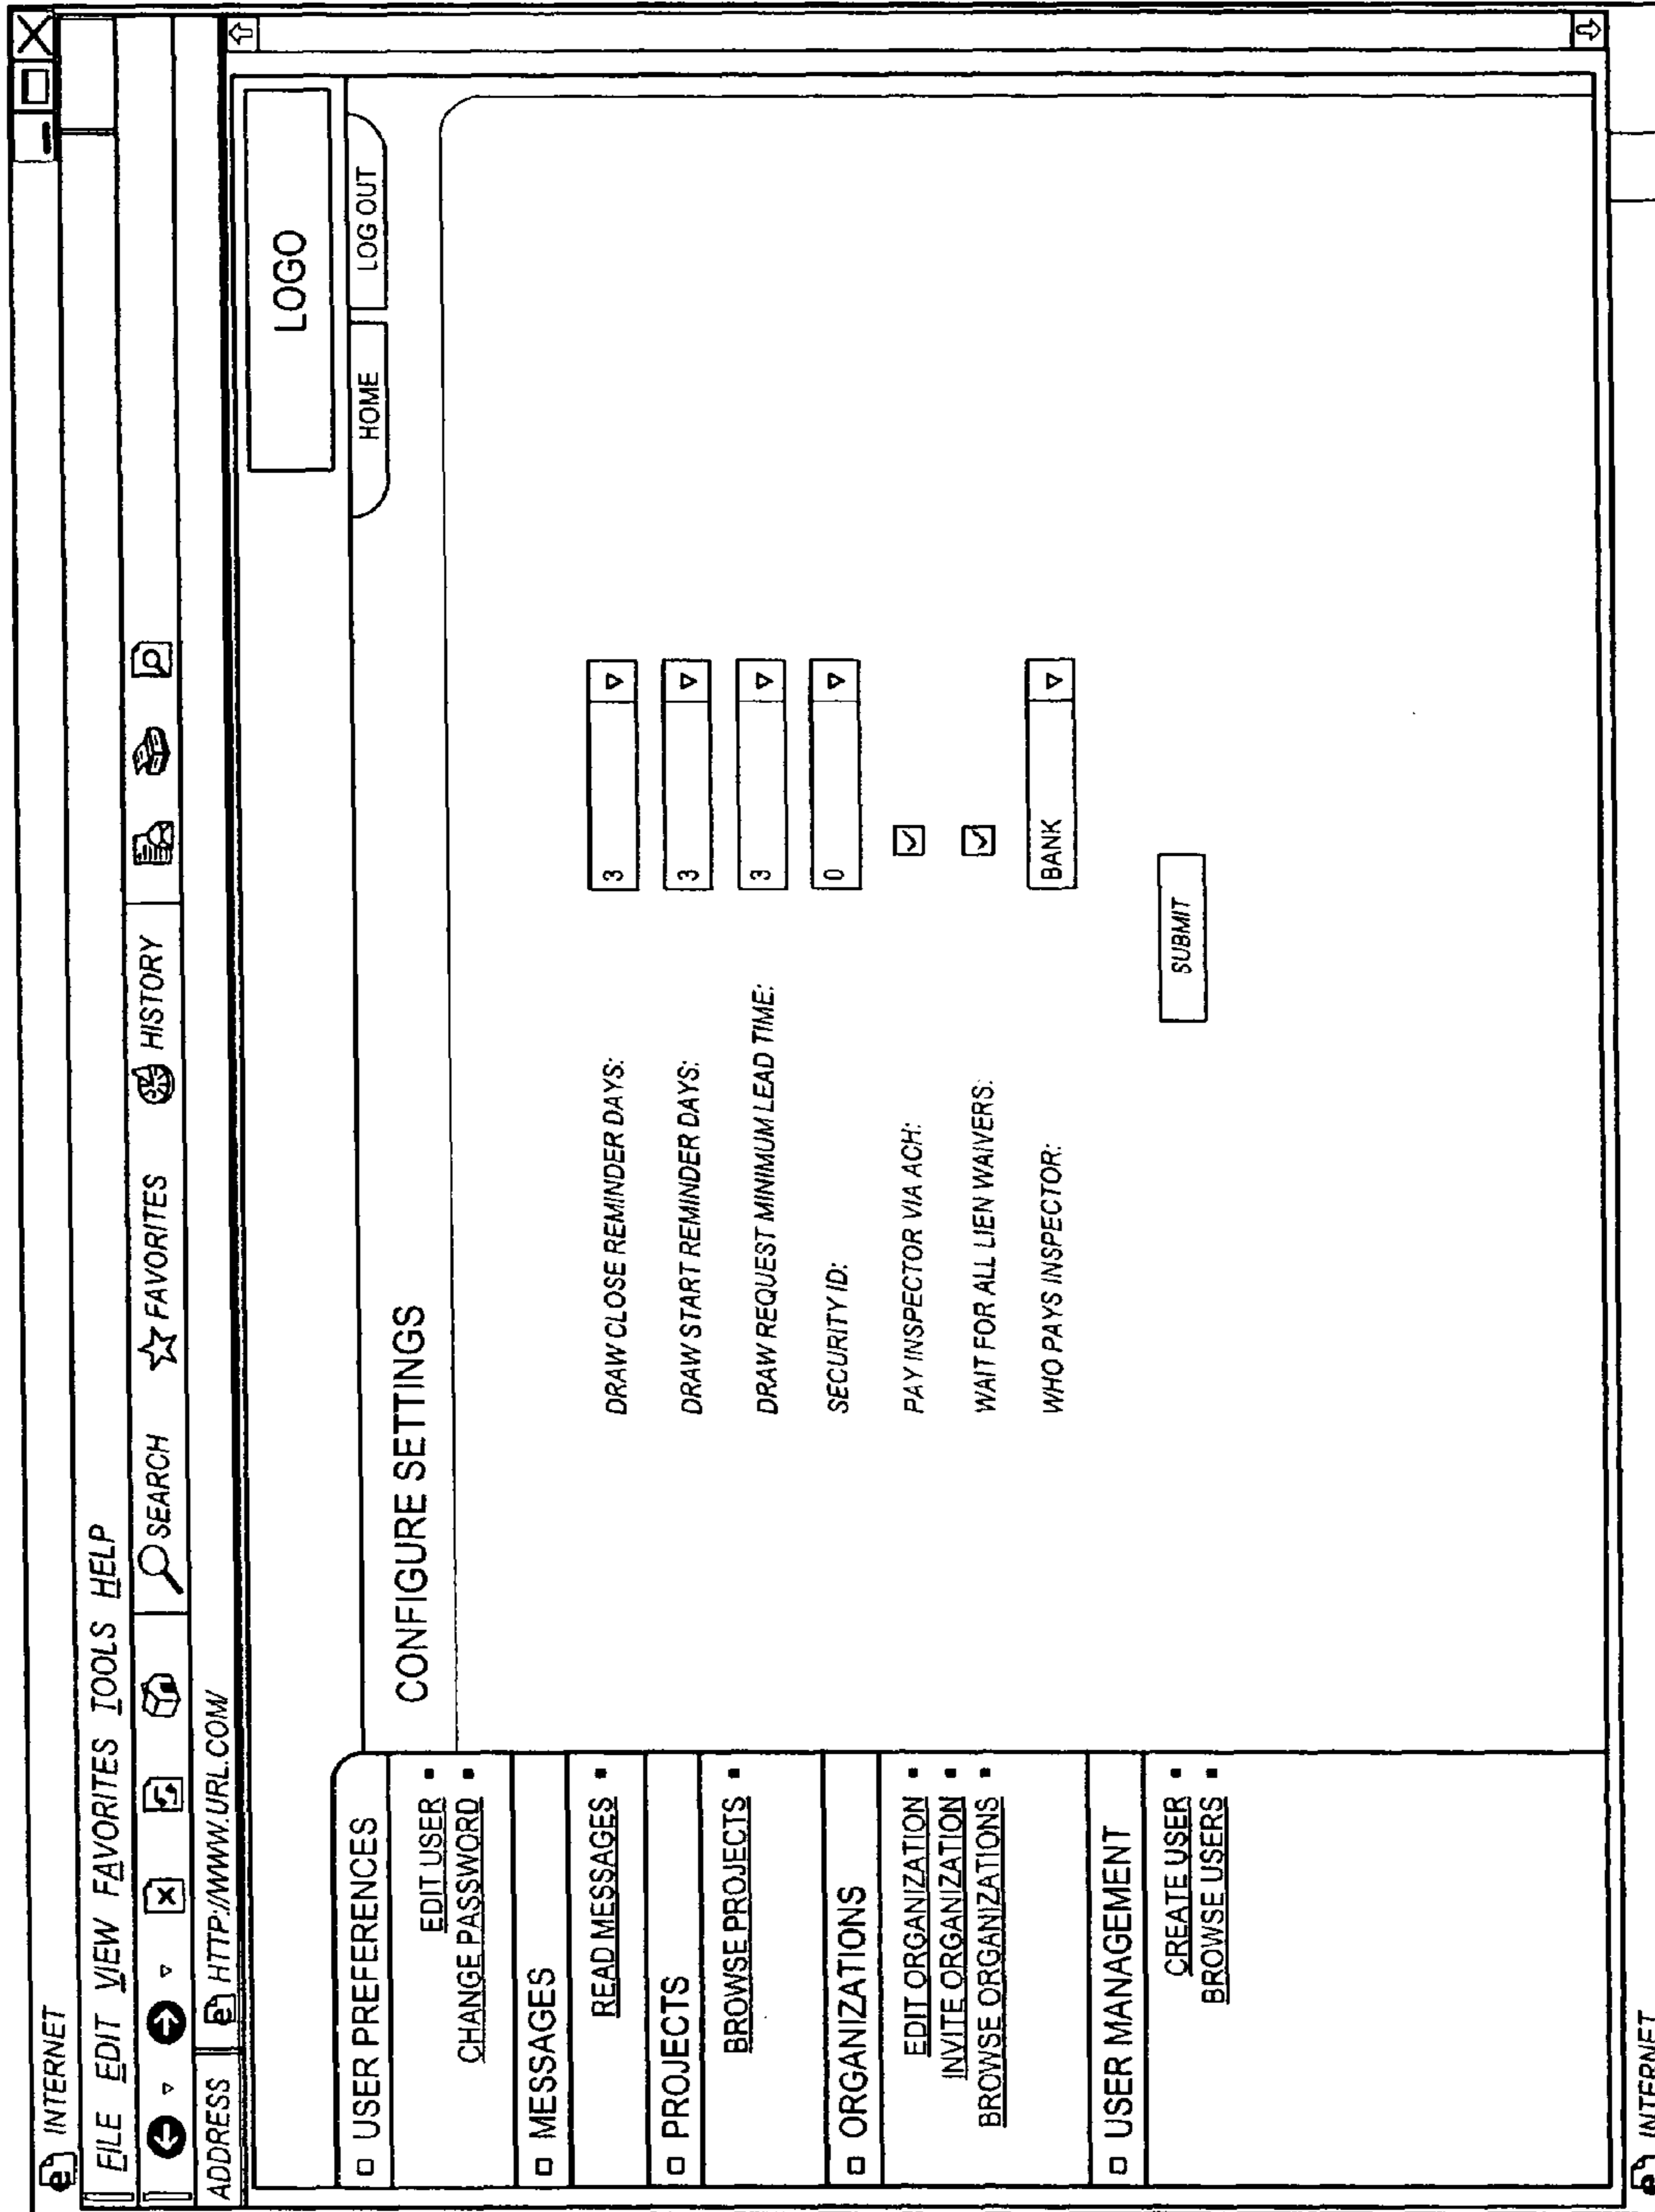 INTERNET
FILE EDIT VIEW FAVORITES TOOLS HELP
SEARCH FAVORITES HISTORY
ADDRESS HTTP://WWW.URL.COM/
LOGO
HOME LOG OUT
USER PREFERENCES
EDIT USER
CHANGE PASSWORD
MESSAGES
READ MESSAGES
PROJECTS
BROWSE PROJECTS
ORGANIZATIONS
EDIT ORGANIZATION
INVITE ORGANIZATION
BROWSE ORGANIZATIONS
USER MANAGEMENT
CREATE USER
BROWSE USERS
CONFIGURE SETTINGS
DRAW CLOSE REMINDER DAYS: 3
DRAW START REMINDER DAYS: 3
DRAW REQUEST MINIMUM LEAD TIME: 3
SECURITY ID: 0
PAY INSPECTOR VIA ACH:
WAIT FOR ALL LIEN WAIVERS:
WHO PAYS INSPECTOR: BANK
SUBMIT
INTERNET